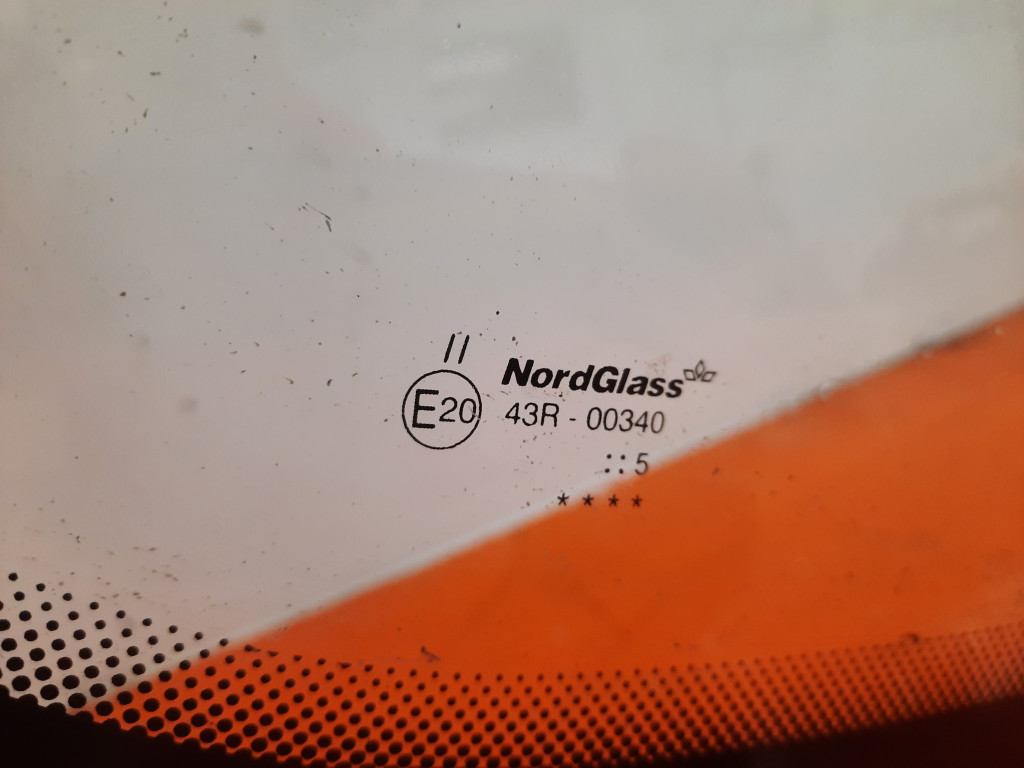 II
E20
NordGlass
43R - 00340
:: 5
* * * *